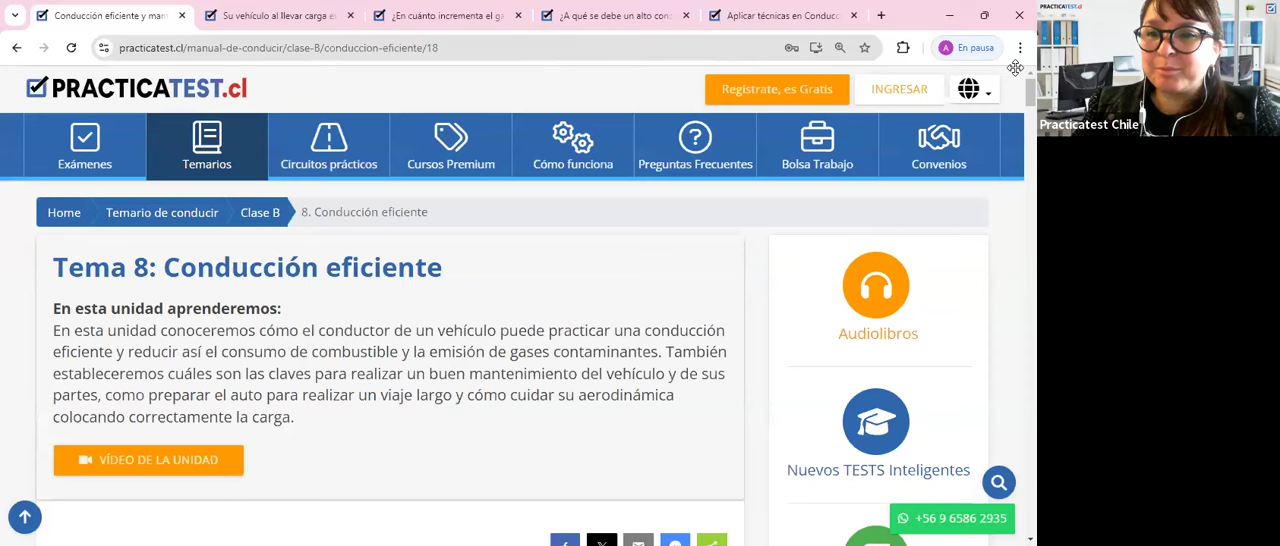 Conducción eficiente y man
Su vehículo al llevar carga e
¿En cuánto incrementa el g
¿A qué se debe un alto con
Aplicar técnicas en Conducc
practicatest.cl/manual-de-conducir/clase-B/conduccion-eficiente/18
A En pausa
PRACTICATEST.cl
Regístrate, es Gratis
INGRESAR
Exámenes
Temarios
Circuitos prácticos
Cursos Premium
Cómo funciona
Preguntas Frecuentes
Bolsa Trabajo
Convenios
Home
Temario de conducir
Clase B
8. Conducción eficiente
Tema 8: Conducción eficiente
En esta unidad aprenderemos:
En esta unidad conoceremos cómo el conductor de un vehículo puede practicar una conducción
eficiente y reducir así el consumo de combustible y la emisión de gases contaminantes. También
estableceremos cuáles son las claves para realizar un buen mantenimiento del vehículo y de sus
partes, como preparar el auto para realizar un viaje largo y cómo cuidar su aerodinámica
colocando correctamente la carga.
VÍDEO DE LA UNIDAD
Audiolibros
Nuevos TESTS Inteligentes
+56 9 6586 2935
PRACTICATEST.cl
Practicatest Chile